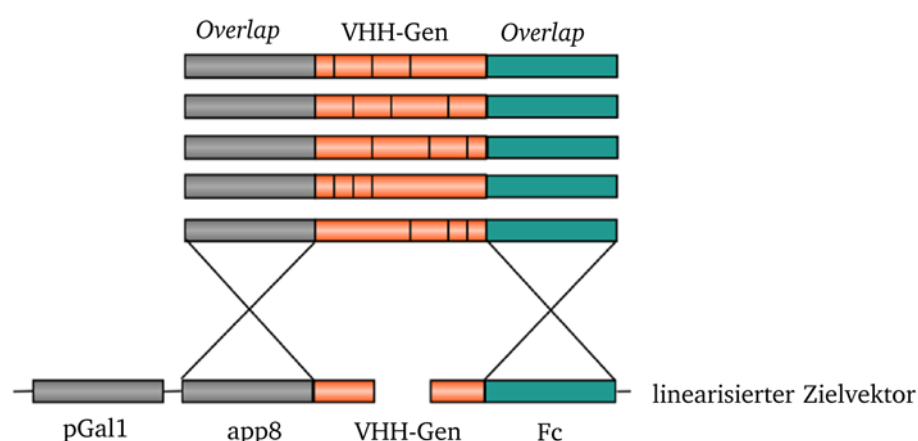 Overlap VHH-Gen Overlap
linearisierter Zielvektor
pGal1 app8 VHH-Gen Fc